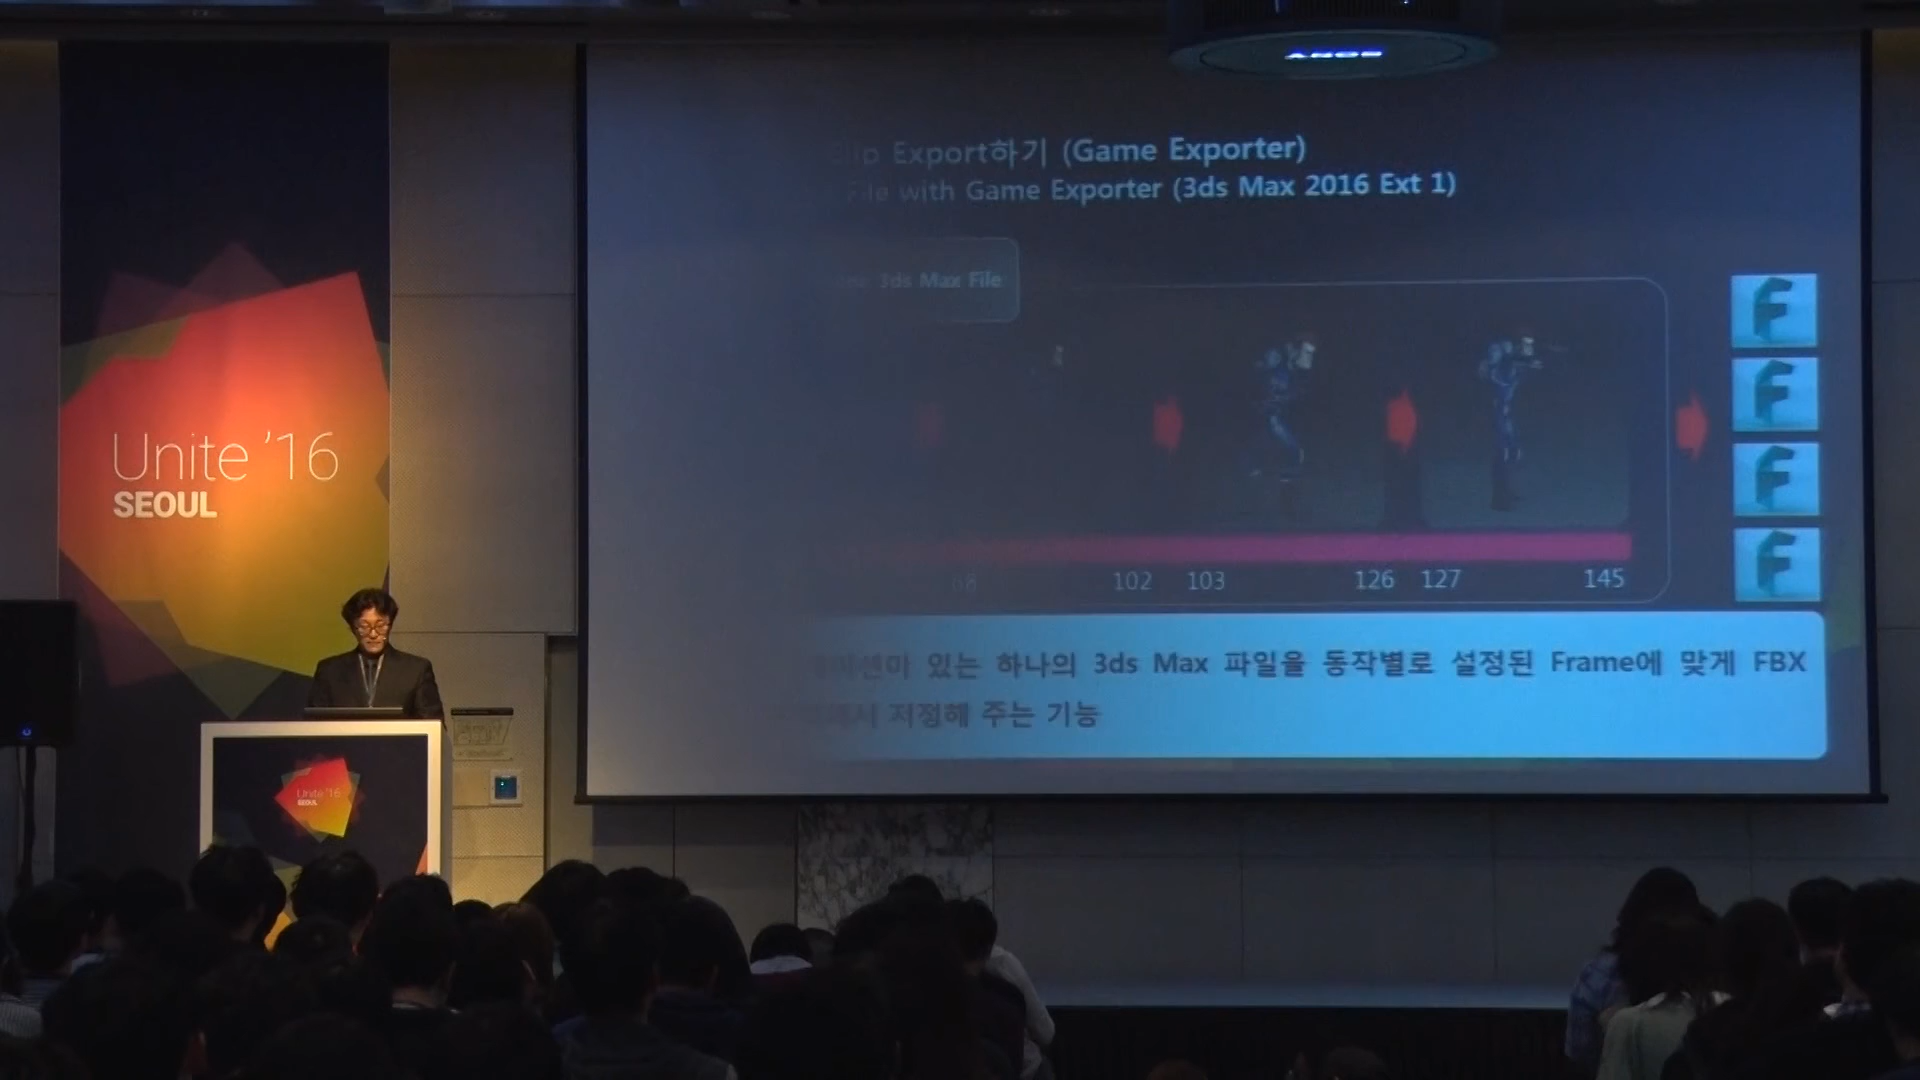 Unite '16
SEOUL
Export하기 (Game Exporter)
File with Game Exporter (3ds Max 2016 Ext 1)
3ds Max File
102 103 126 127 145
있는 하나의 3ds Max 파일을 동작별로 설정된 Frame에 맞게 FBX
저정해 주는 기능
Unite '16
SEOUL